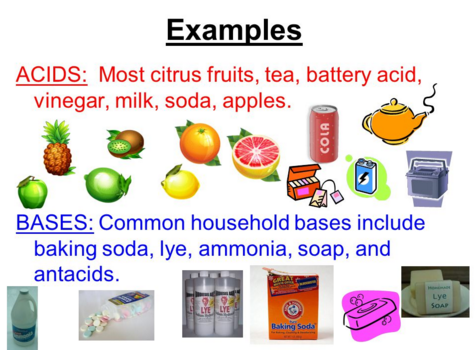 Examples
ACIDS: Most citrus fruits, tea, battery acid,
vinegar, milk, soda, apples.
COLA
BASES: Common household bases include
baking soda, lye, ammonia, soap, and
antacids.
LYE
LYE
Baking Soda
Lye
SOAP